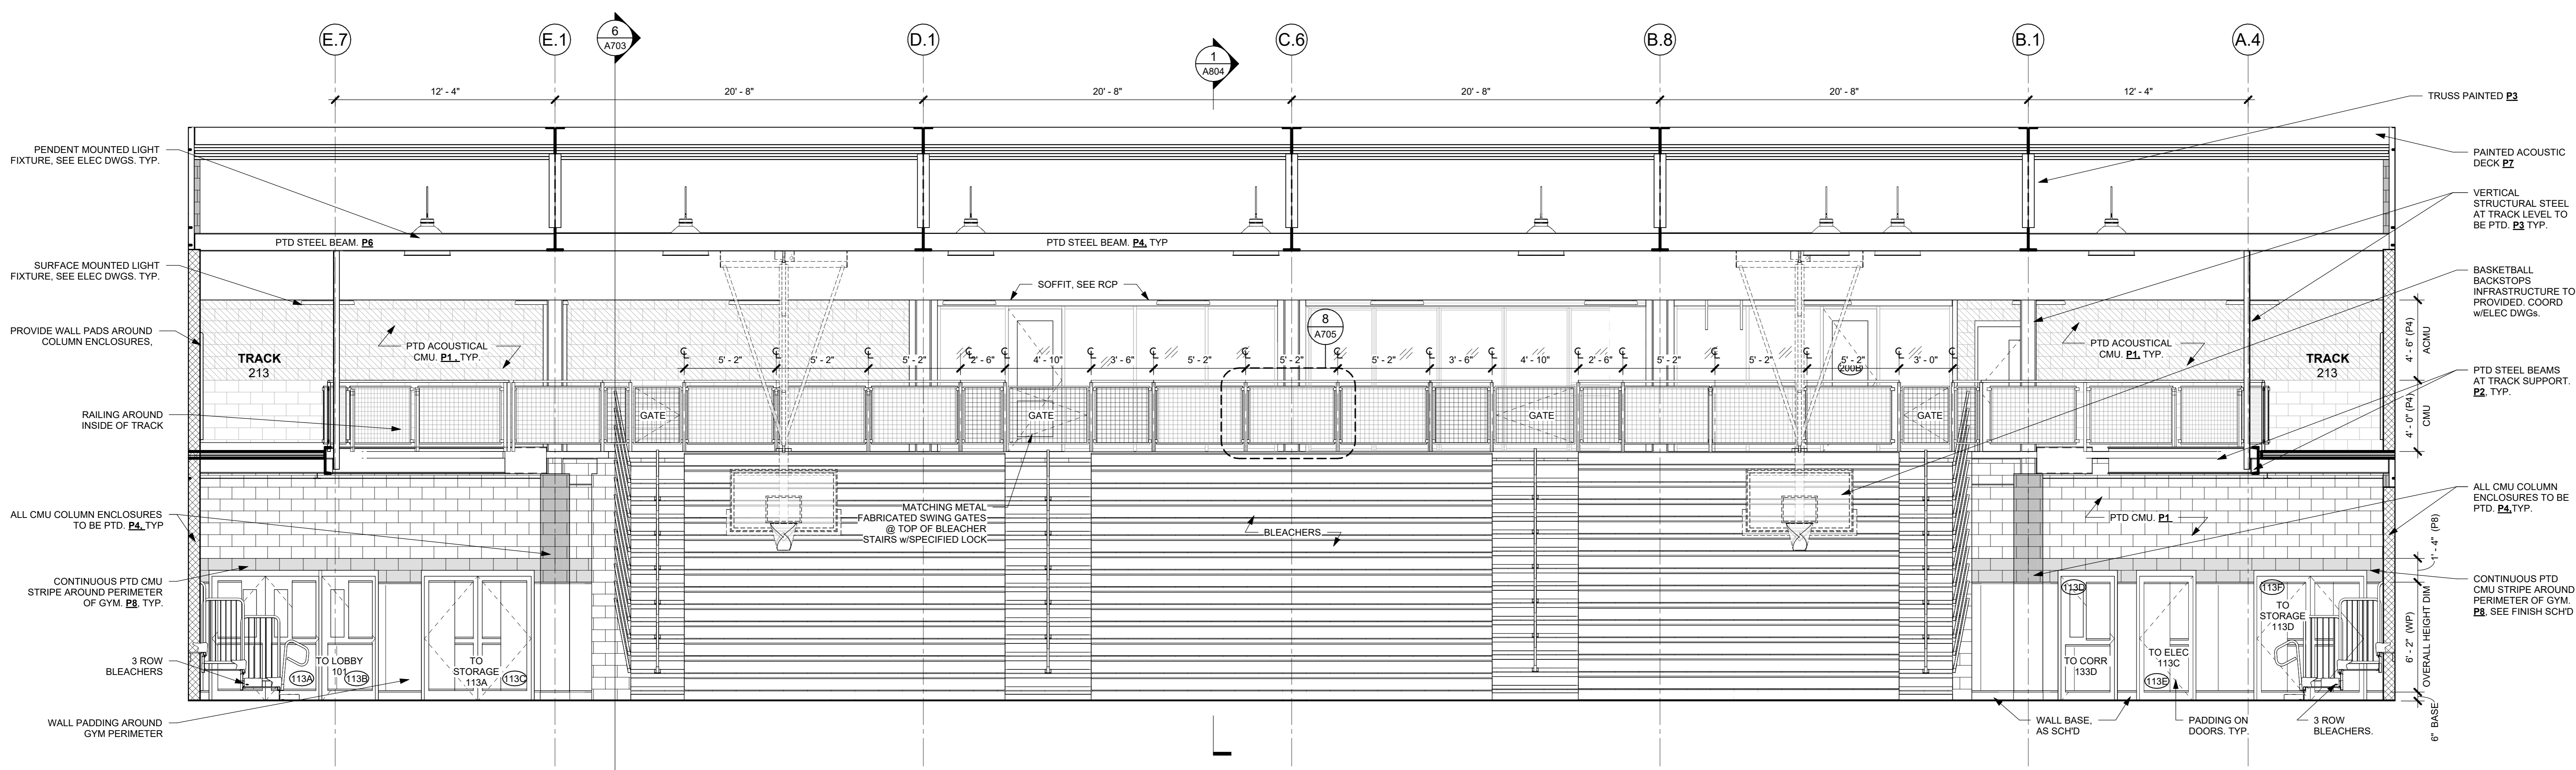 E.7
E.1
6
A703
D.1
1
A804
C.6
B.8
B.1
A.4
12' - 4"
20' - 8"
20' - 8"
20' - 8"
20' - 8"
12' - 4"
TRUSS PAINTED P3
PENDENT MOUNTED LIGHT
FIXTURE, SEE ELEC DWGS. TYP.
PAINTED ACOUSTIC
DECK P7
VERTICAL
STRUCTURAL STEEL
AT TRACK LEVEL TO
BE PTD. P3 TYP.
PTD STEEL BEAM. P6
PTD STEEL BEAM. P4, TYP
SURFACE MOUNTED LIGHT
FIXTURE, SEE ELEC DWGS. TYP.
BASKETBALL
BACKSTOPS
INFRASTRUCTURE TO
PROVIDED. COORD
w/ELEC DWGs.
SOFFIT, SEE RCP
8
A705
PROVIDE WALL PADS AROUND
COLUMN ENCLOSURES,
TRACK
213
PTD ACOUSTICAL
CMU. P1 , TYP.
5' - 2"
5' - 2"
5' - 2"
2' - 6"
4' - 10"
3' - 6"
5' - 2"
5' - 2"
5' - 2"
3' - 6"
4' - 10"
2' - 6"
5' - 2"
5' - 2"
5' - 2"
3' - 0"
200B
PTD ACOUSTICAL
CMU. P1, TYP.
TRACK
213
4' - 6" (P4)
ACMU
4' - 0" (P4)
CMU
PTD STEEL BEAMS
AT TRACK SUPPORT.
P2, TYP.
RAILING AROUND
INSIDE OF TRACK
GATE
GATE
GATE
GATE
ALL CMU COLUMN ENCLOSURES
TO BE PTD. P4, TYP
MATCHING METAL
FABRICATED SWING GATES
@ TOP OF BLEACHER
STAIRS w/SPECIFIED LOCK
BLEACHERS
PTD CMU. P1
ALL CMU COLUMN
ENCLOSURES TO BE
PTD. P4,TYP.
1' - 4" (P8)
CONTINUOUS PTD CMU
STRIPE AROUND PERIMETER
OF GYM. P8, TYP.
CONTINUOUS PTD
CMU STRIPE AROUND
PERIMETER OF GYM.
P8, SEE FINISH SCH'D
6' - 2" (WP)
OVERALL HEIGHT DIM
3 ROW
BLEACHERS
TO LOBBY
101
113A
113B
TO
STORAGE
113A
113C
113D
TO CORR
133D
TO ELEC
113C
113E
113F
TO
STORAGE
113D
WALL PADDING AROUND
GYM PERIMETER
WALL BASE,
AS SCH'D
PADDING ON
DOORS. TYP.
3 ROW
BLEACHERS.
6" BASE